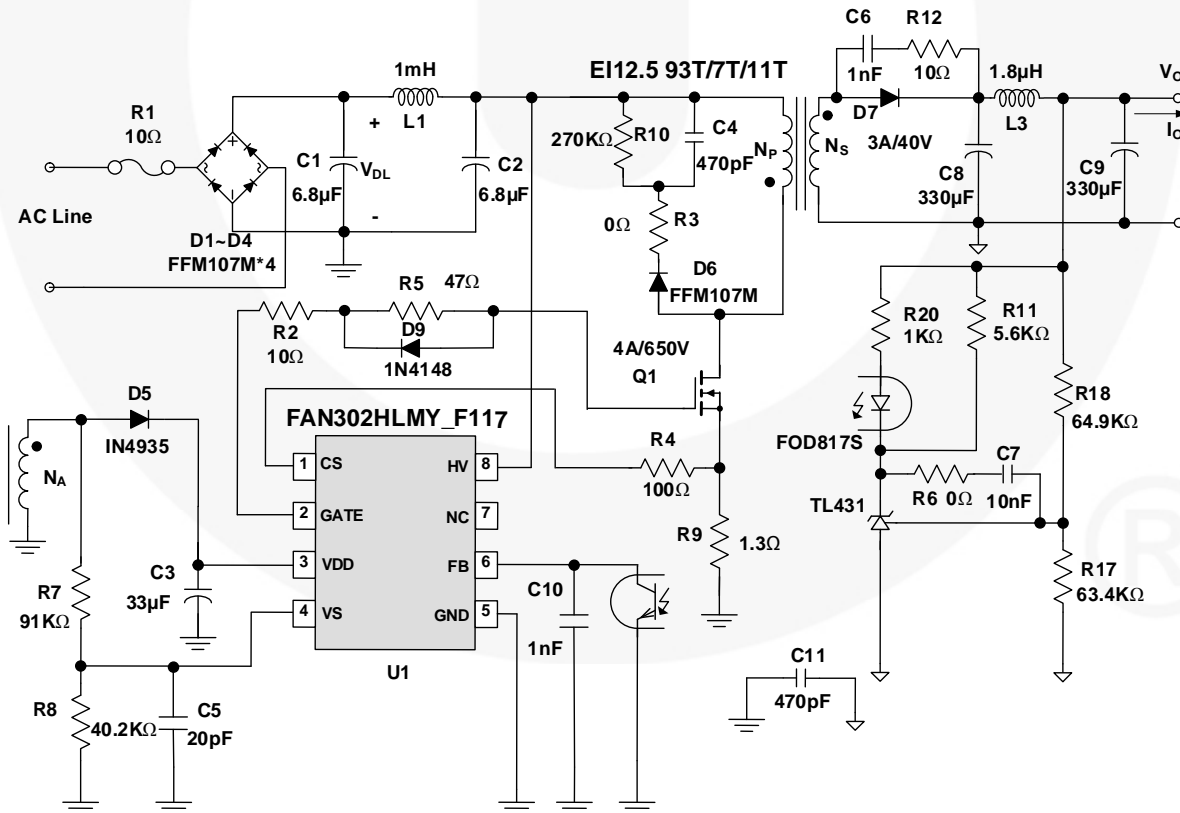 C6
R12
1nF
10Ω
EI12.5 93T/7T/11T
1mH
L1
1.8µH
L3
D7
3A/40V
V
I
R1
10Ω
AC Line
D1~D4
FFM107M*4
+
C1
V_DL
6.8µF
-
C2
6.8µF
270KΩ
R10
C4
470pF
N_P
N_S
C8
330µF
C9
330µF
0Ω
R3
D6
FFM107M
R5
47Ω
R2
10Ω
D9
1N4148
4A/650V
Q1
R20
1KΩ
R11
5.6KΩ
R18
64.9KΩ
FOD817S
R6 0Ω
C7
10nF
TL431
R17
63.4KΩ
D5
IN4935
N_A
FAN302HLMY_F117
1 CS
HV 8
2 GATE
NC 7
3 VDD
FB 6
4 VS
GND 5
U1
R4
100Ω
R9
1.3Ω
C3
33µF
R7
91KΩ
R8
40.2KΩ
C5
20pF
C10
1nF
C11
470pF
®